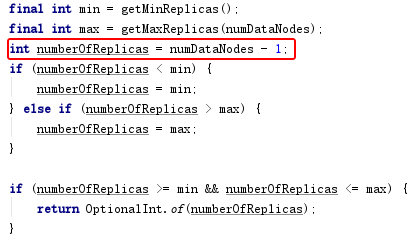 final int min = getMinReplicas();
final int max = getMaxReplicas(numDataNodes);
int numberOfReplicas = numDataNodes - 1;
if (numberOfReplicas < min) {
numberOfReplicas = min;
} else if (numberOfReplicas > max) {
numberOfReplicas = max;
}
if (numberOfReplicas >= min && numberOfReplicas <= max) {
return OptionalInt.of(numberOfReplicas);
}